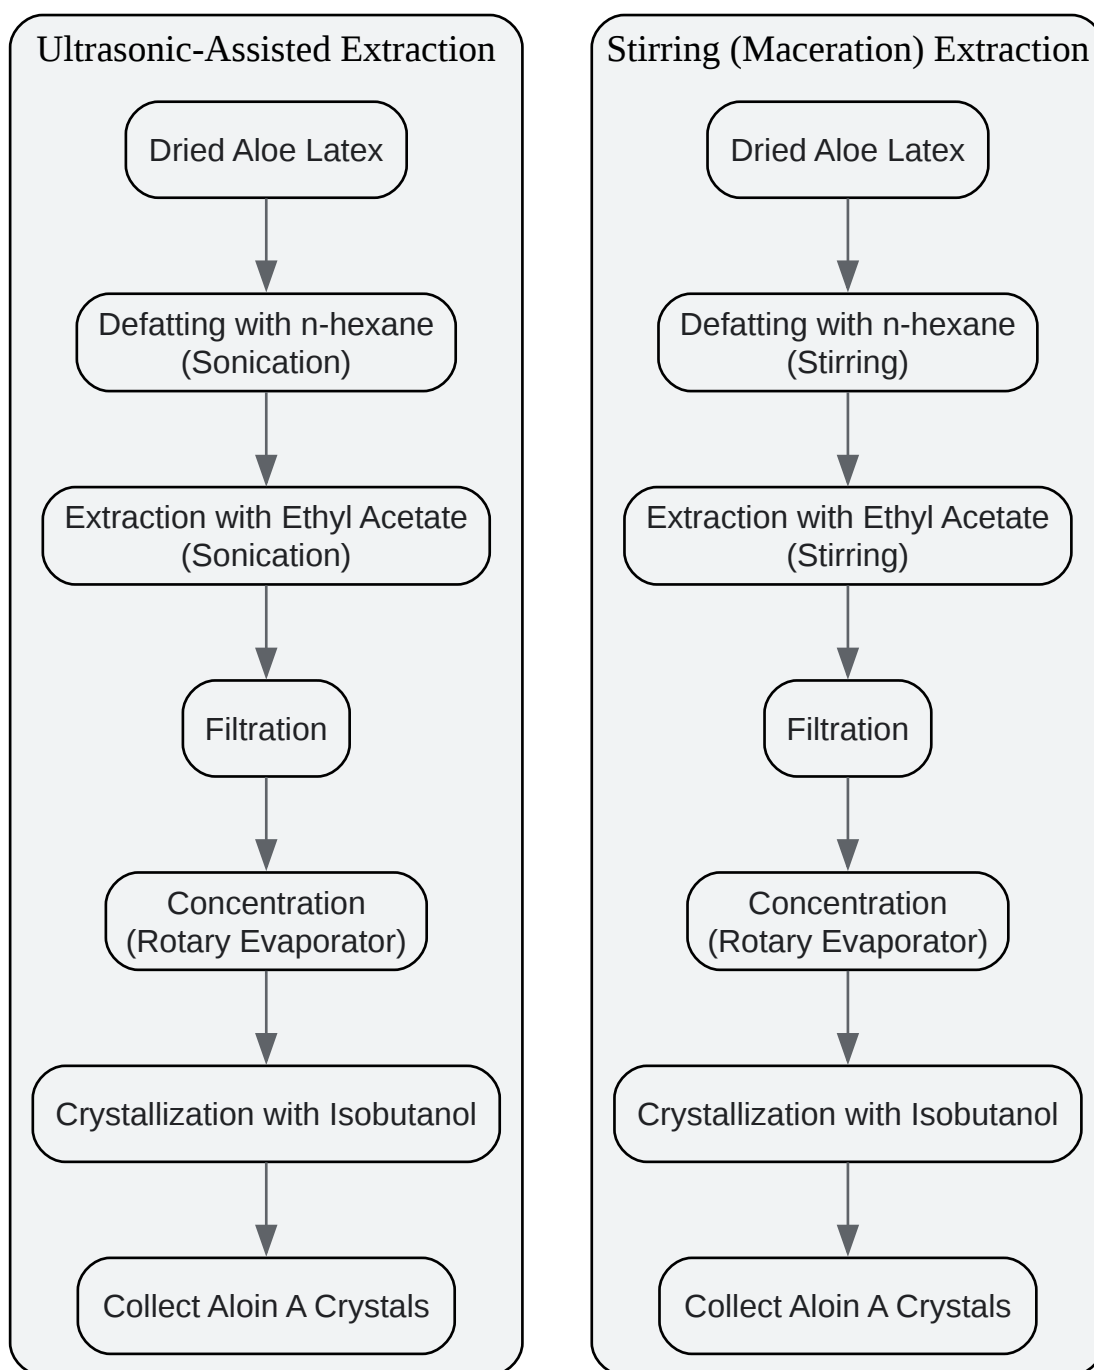 Ultrasonic-Assisted Extraction
Dried Aloe Latex
Defatting with n-hexane
(Sonication)
Extraction with Ethyl Acetate
(Sonication)
Filtration
Concentration
(Rotary Evaporator)
Crystallization with Isobutanol
Collect Aloin A Crystals
Stirring (Maceration) Extraction
Dried Aloe Latex
Defatting with n-hexane
(Stirring)
Extraction with Ethyl Acetate
(Stirring)
Filtration
Concentration
(Rotary Evaporator)
Crystallization with Isobutanol
Collect Aloin A Crystals